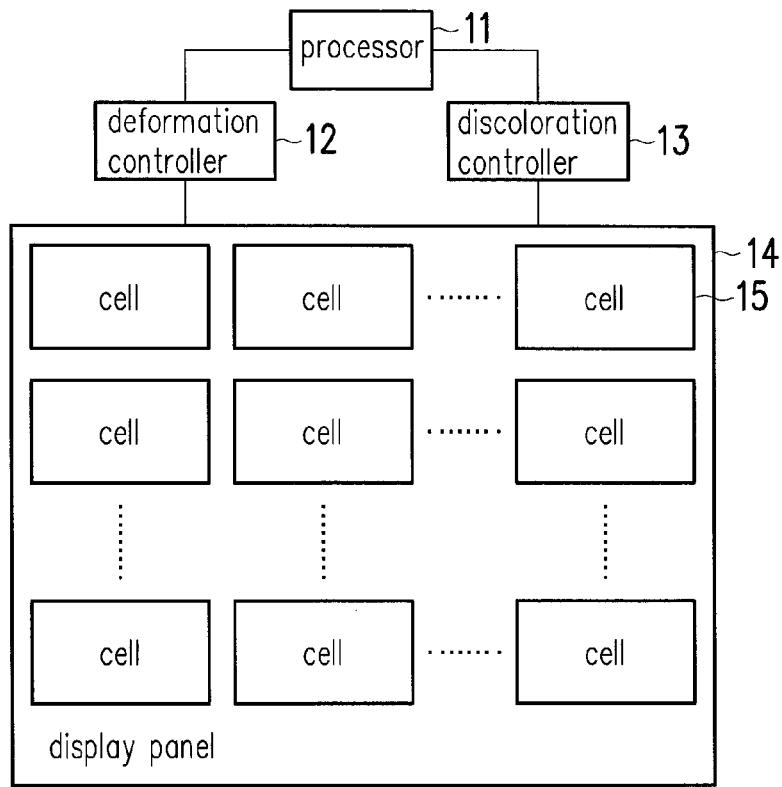 processor
11
deformation
controller
12
discoloration
controller
13
14
cell
cell
cell
15
cell
cell
cell
cell
cell
cell
display panel